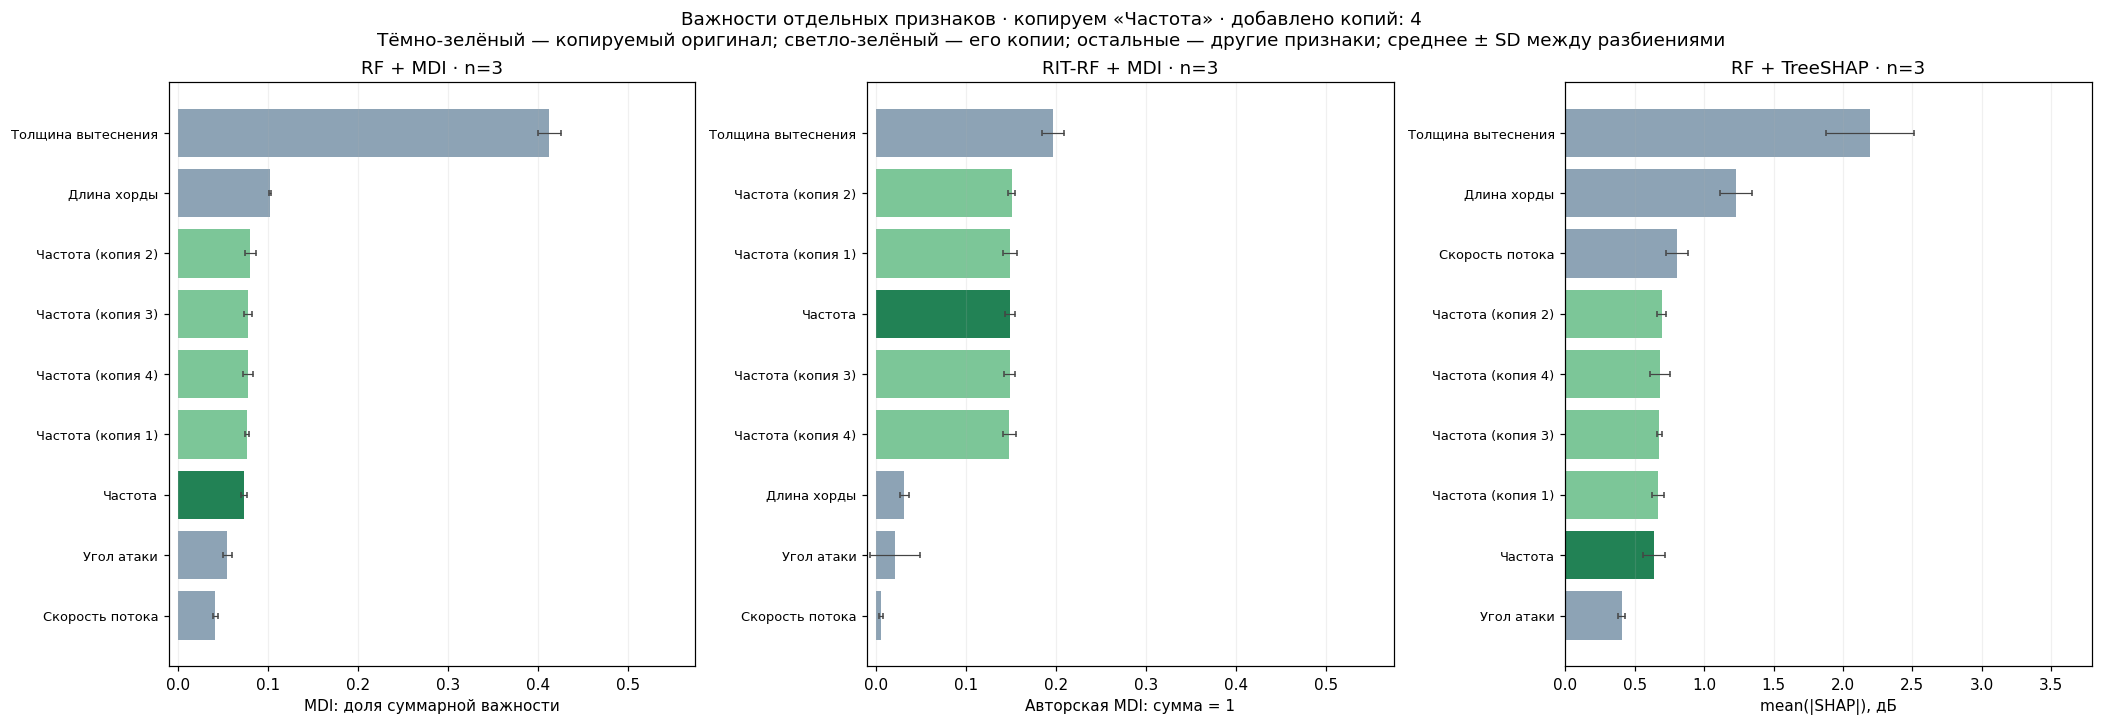 Важности отдельных признаков · копируем «Частота» · добавлено копий: 4
Тёмно-зелёный — копируемый оригинал; светло-зелёный — его копии; остальные — другие признаки; среднее ± SD между разбиениями
RF + MDI · n=3
Толщина вытеснения
Длина хорды
Частота (копия 2)
Частота (копия 3)
Частота (копия 4)
Частота (копия 1)
Частота
Угол атаки
Скорость потока
0.0 0.1 0.2 0.3 0.4 0.5
MDI: доля суммарной важности
RIT-RF + MDI · n=3
Толщина вытеснения
Частота (копия 2)
Частота (копия 1)
Частота
Частота (копия 3)
Частота (копия 4)
Длина хорды
Угол атаки
Скорость потока
0.0 0.1 0.2 0.3 0.4 0.5
Авторская MDI: сумма = 1
RF + TreeSHAP · n=3
Толщина вытеснения
Длина хорды
Скорость потока
Частота (копия 2)
Частота (копия 4)
Частота (копия 3)
Частота (копия 1)
Частота
Угол атаки
0.0 0.5 1.0 1.5 2.0 2.5 3.0 3.5
mean(|SHAP|), дБ